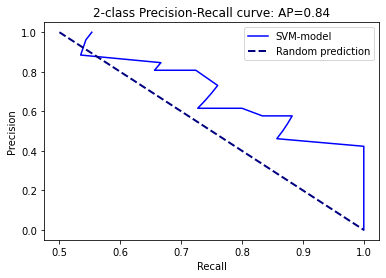 2-class Precision-Recall curve: AP=0.84
SVM-model
Random prediction
Precision
1.0
0.8
0.6
0.4
0.2
0.0
0.5
0.6
0.7
0.8
0.9
1.0
Recall